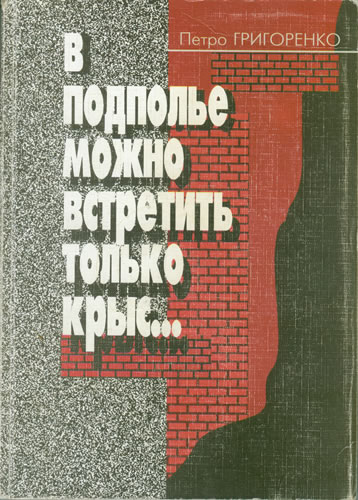 Петро ГРИГОРЕНКО
В
подполье
можно
встретить
только
крыс...